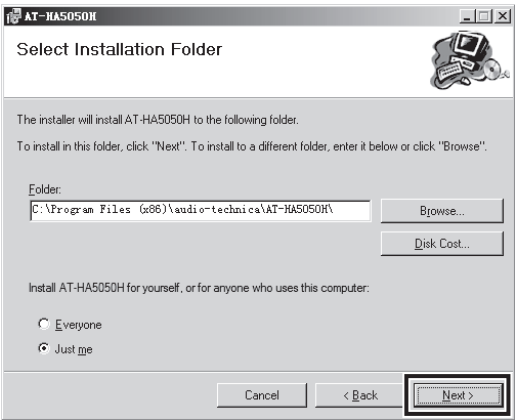 AT-HA5050H
Select Installation Folder
The installer will install AT-HA5050H to the following folder.
To install in this folder, click "Next". To install to a different folder, enter it below or click "Browse".
Folder:
C:\Program Files (x86)\audio-technica\AT-HA5050H\
Browse...
Disk Cost...
Install AT-HA5050H for yourself, or for anyone who uses this computer:
Everyone
Just me
Cancel
< Back
Next >